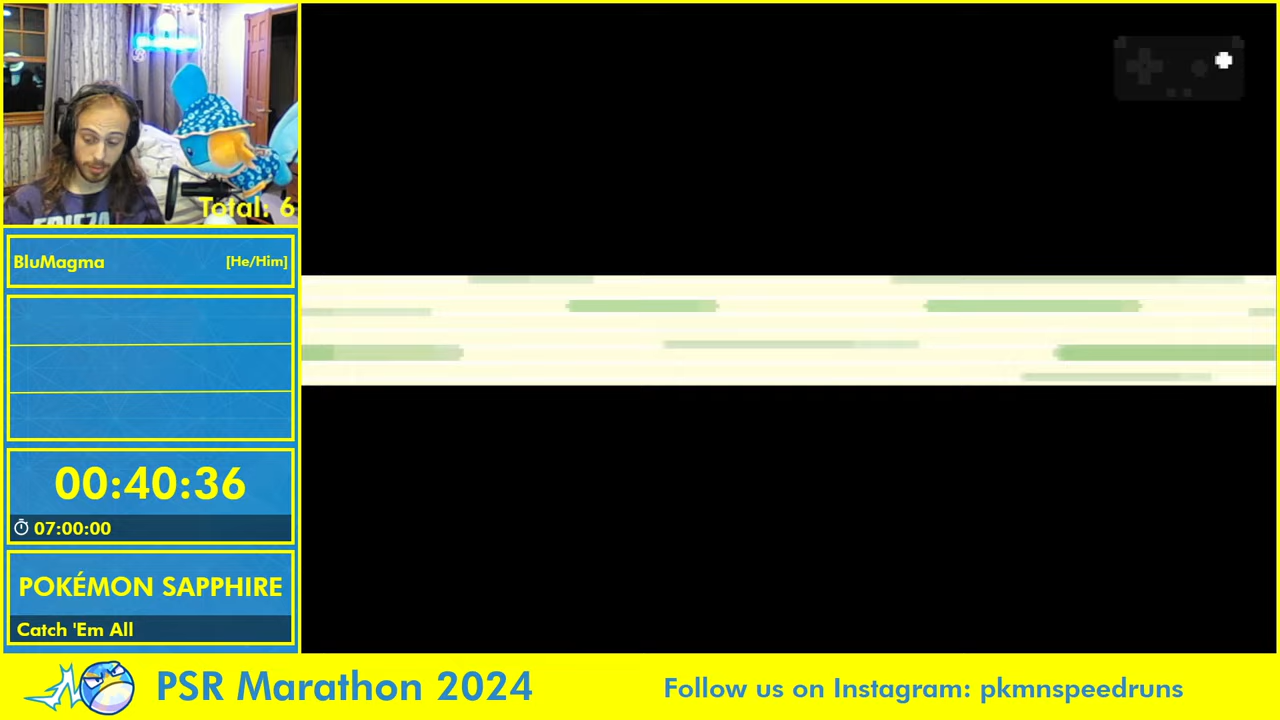 Total: 6
BluMagma
[He/Him]
00:40:36
07:00:00
POKÉMON SAPPHIRE
Catch 'Em All
PSR Marathon 2024
Follow us on Instagram: pkmnspeedruns